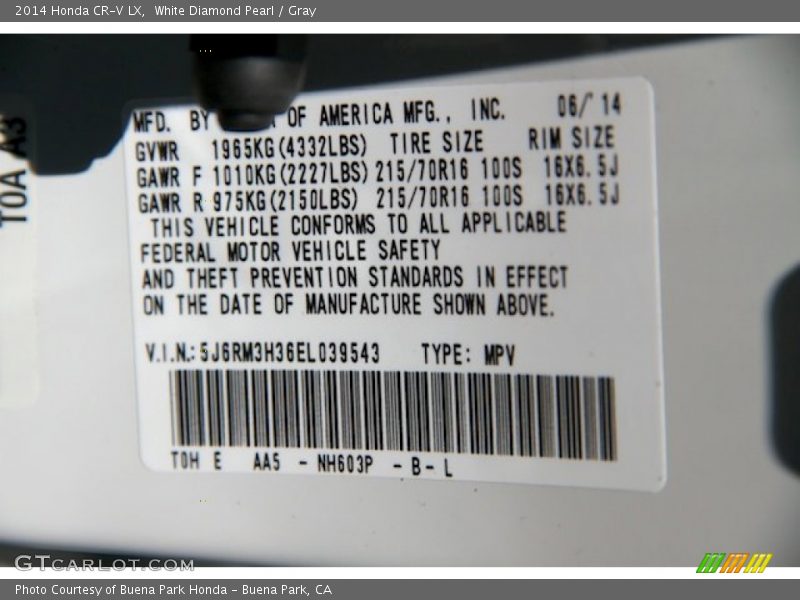 2014 Honda CR-V LX, White Diamond Pearl / Gray
T0A A3
MFD. BY OF AMERICA MFG., INC. 06/14
GVWR 1965KG(4332LBS) TIRE SIZE RIM SIZE
GAWR F 1010KG(2227LBS) 215/70R16 100S 16X6.5J
GAWR R 975KG(2150LBS) 215/70R16 100S 16X6.5J
THIS VEHICLE CONFORMS TO ALL APPLICABLE
FEDERAL MOTOR VEHICLE SAFETY
AND THEFT PREVENTION STANDARDS IN EFFECT
ON THE DATE OF MANUFACTURE SHOWN ABOVE.
V.I.N.: 5J6RM3H36EL039543 TYPE: MPV
T0H E AA5 - NH603P - B - L
GTCARLOT.COM
Photo Courtesy of Buena Park Honda - Buena Park, CA